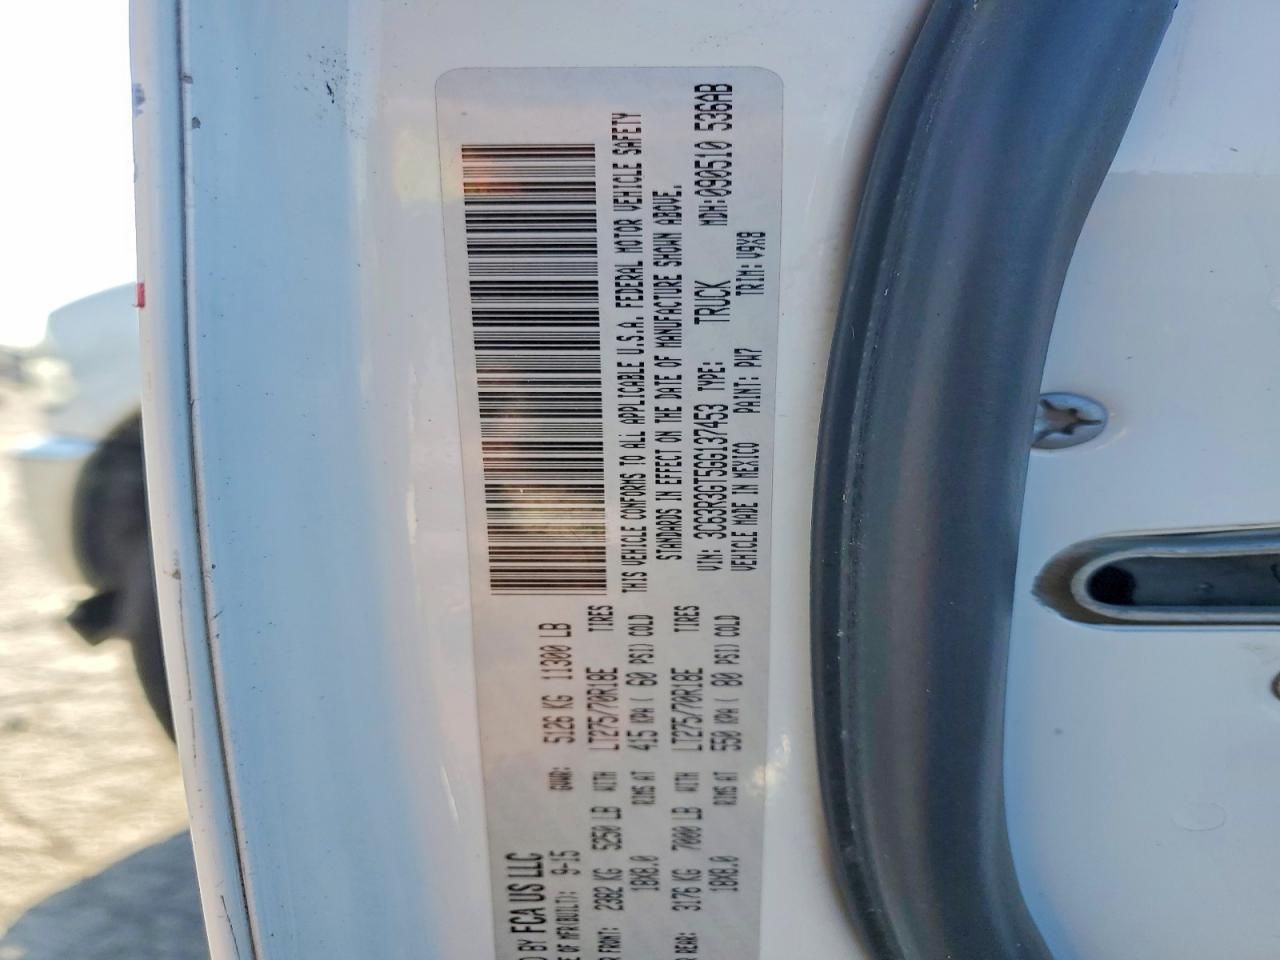 D BY FCA US LLC
E OF MFR(BUILT): 9-15 GVWR: 5126 KG 11300 LB
R FRONT: 2382 KG 5250 LB WITH LT275/70R18E TIRES
18X8.0 RIMS AT 415 KPA ( 60 PSI) COLD
R REAR: 3176 KG 7000 LB WITH LT275/70R18E TIRES
18X8.0 RIMS AT 550 KPA ( 80 PSI) COLD
THIS VEHICLE CONFORMS TO ALL APPLICABLE U.S.A. FEDERAL MOTOR VEHICLE SAFETY
STANDARDS IN EFFECT ON THE DATE OF MANUFACTURE SHOWN ABOVE.
VIN: 3C63R3GT5GG137453 TYPE: TRUCK MDH:090510 536AB
VEHICLE MADE IN MEXICO PAINT: PW7 TRIM: V9X8